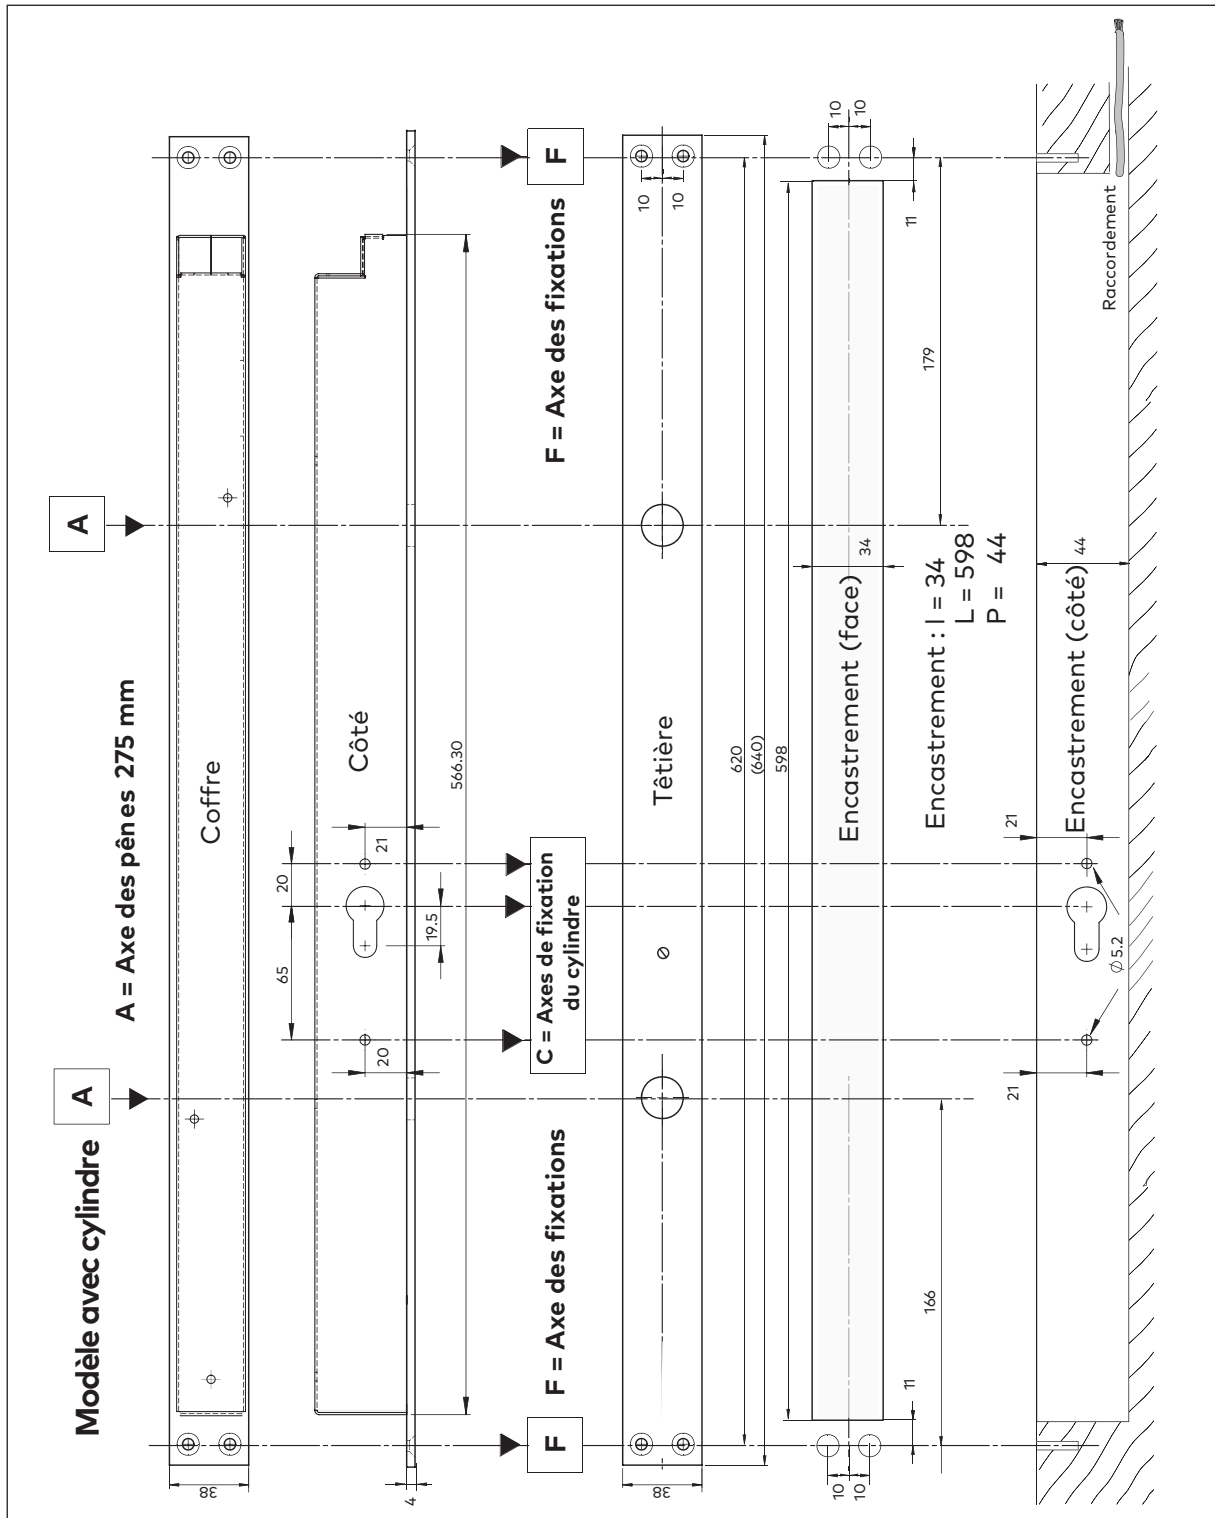 Modèle avec cylindre
A = Axe des pênes 275 mm
A
A
Coffre
38
Côté
566.30
20
65
21
20
19.5
4
F
F = Axe des fixations
C = Axes de fixation
du cylindre
F = Axe des fixations
F
Têtière
10
10
38
620
(640)
598
Encastrement (face)
34
10
10
11
179
166
11
10
10
Encastrement : l = 34
L = 598
P = 44
Encastrement (côté)
44
21
21
Ø 5.2
Raccordement